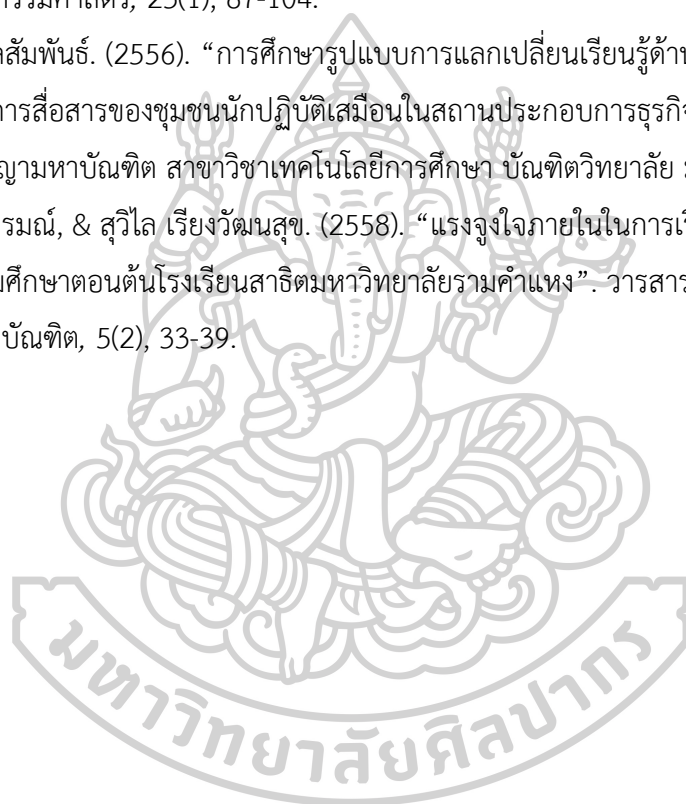 25(1), 87-104.
สัมพันธ์. (2556). “การศึกษารูปแบบการแลกเปลี่ยนเรียนรู้ด้าน
การสื่อสารของชุมชนนักปฏิบัติเสมือนในสถานประกอบการธุรกิจ
ญามหาบัณฑิต สาขาวิชาเทคโนโลยีการศึกษา บัณฑิตวิทยาลัย
รมณ์, & สุวิไล เรียงวัฒนสุข. (2558). “แรงจูงใจภายในในการเรี
มศึกษาตอนต้นโรงเรียนสาธิตมหาวิทยาลัยรามคำแหง”. วารสาร
บัณฑิต, 5(2), 33-39.
มหาวิทยาลัยศิลปากร